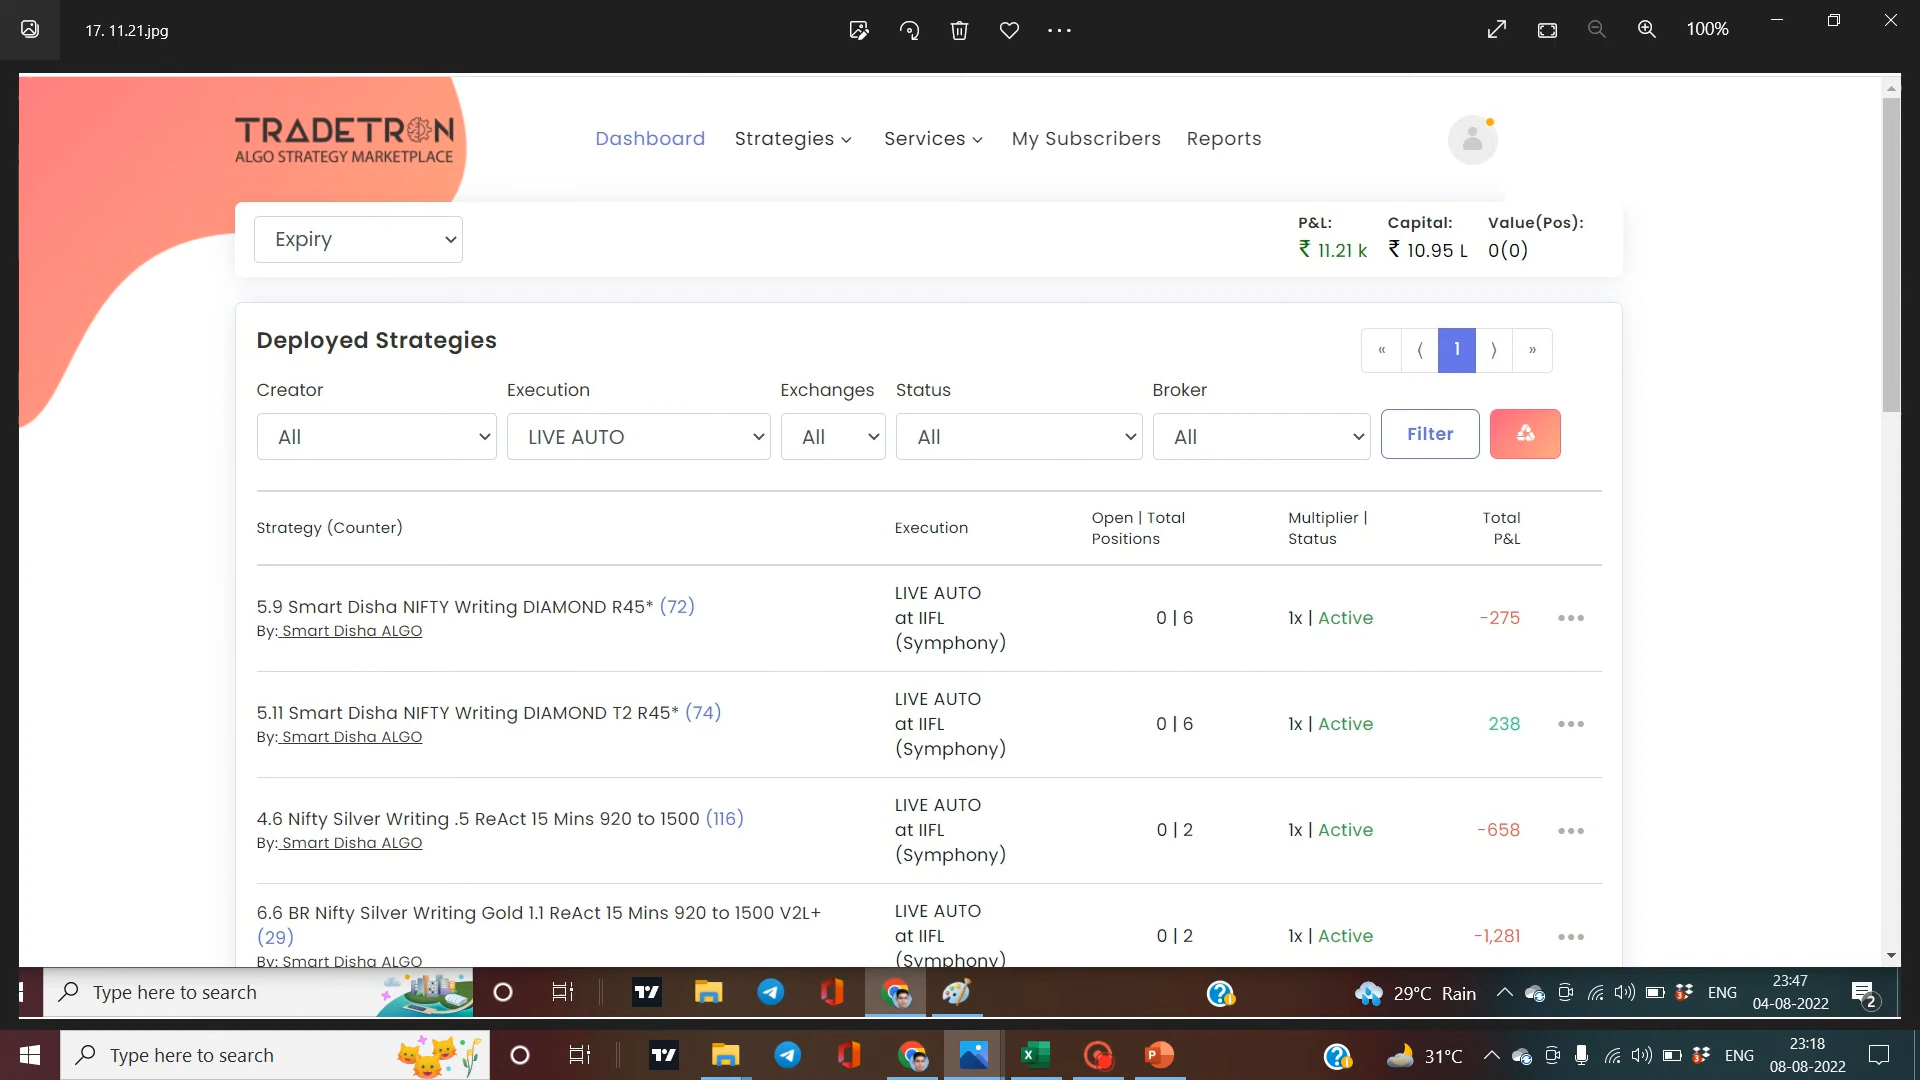 17. 11.21.jpg
100%
TRADETRON
ALGO STRATEGY MARKETPLACE
Dashboard Strategies Services My Subscribers Reports
Expiry
P&L: Capital: Value(Pos):
₹ 11.21 k ₹ 10.95 L 0(0)
Deployed Strategies
« ⟨ 1 ⟩ »
Creator Execution Exchanges Status Broker
All LIVE AUTO All All All Filter
Strategy (Counter) Execution Open | Total Positions Multiplier | Status Total P&L
5.9 Smart Disha NIFTY Writing DIAMOND R45* (72)
By: Smart Disha ALGO
LIVE AUTO
at IIFL
(Symphony)
0 | 6 1x | Active -275
5.11 Smart Disha NIFTY Writing DIAMOND T2 R45* (74)
By: Smart Disha ALGO
LIVE AUTO
at IIFL
(Symphony)
0 | 6 1x | Active 238
4.6 Nifty Silver Writing .5 ReAct 15 Mins 920 to 1500 (116)
By: Smart Disha ALGO
LIVE AUTO
at IIFL
(Symphony)
0 | 2 1x | Active -658
6.6 BR Nifty Silver Writing Gold 1.1 ReAct 15 Mins 920 to 1500 V2L+
(29)
By: Smart Disha ALGO
LIVE AUTO
at IIFL
(Symphony)
0 | 2 1x | Active -1,281
Type here to search 29°C Rain ENG 23:47
04-08-2022 2
Type here to search 31°C ENG 23:18
08-08-2022